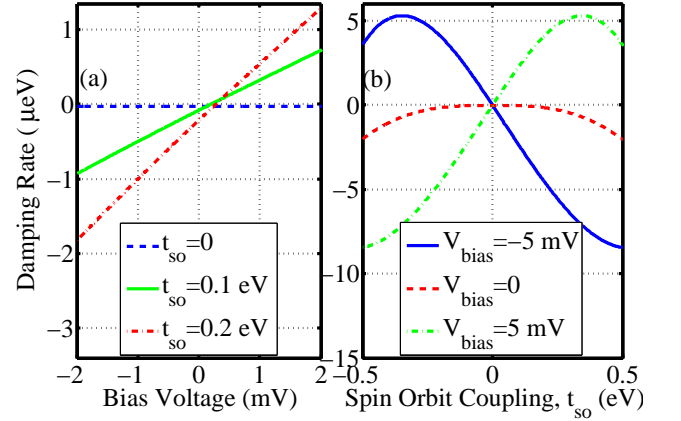 Damping Rate ( μeV)
1
0
−1
−2
−3
(a)
t_so=0
t_so=0.1 eV
t_so=0.2 eV
−2 −1 0 1 2
Bias Voltage (mV)
5
0
−5
−10
−15
(b)
V_bias=−5 mV
V_bias=0
V_bias=5 mV
−0.5 0 0.5
Spin Orbit Coupling, t_so (eV)